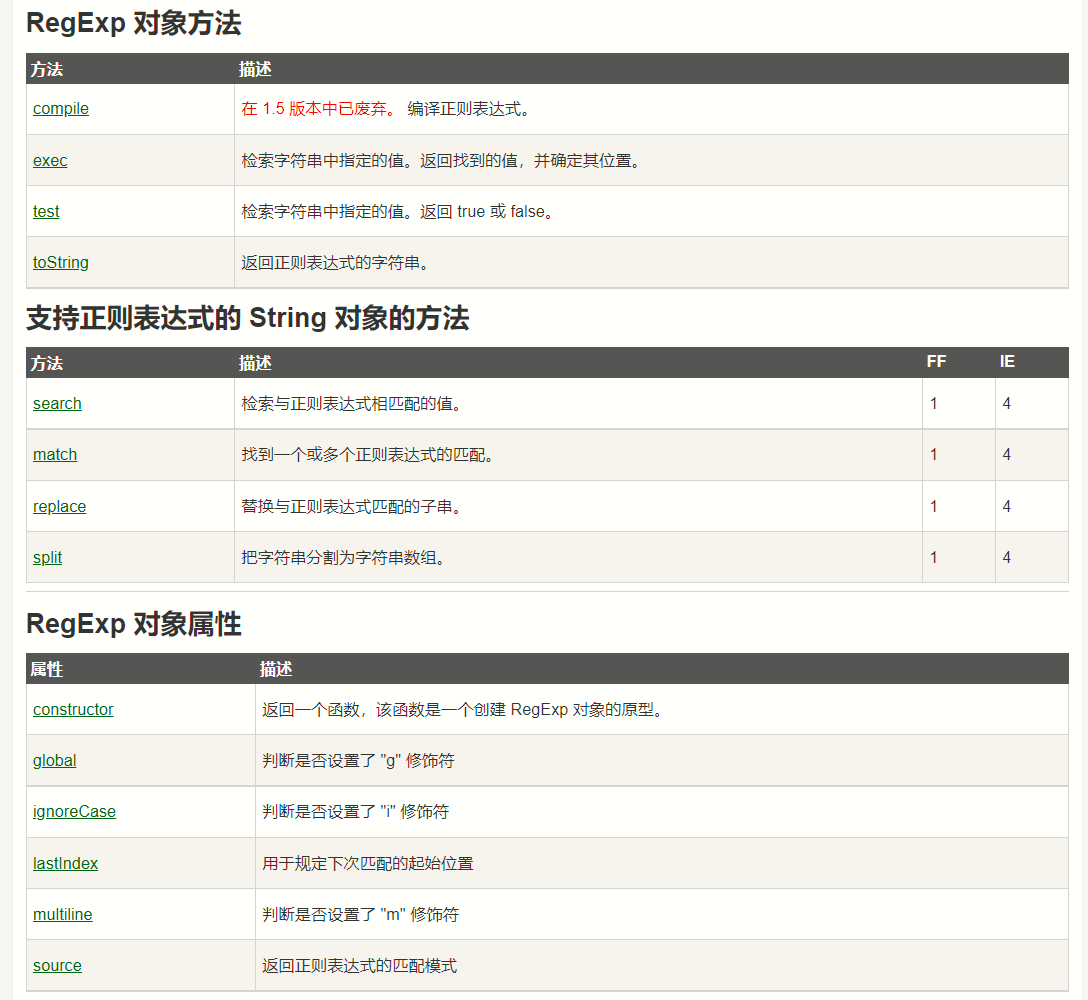 RegExp 对象方法
方法 描述
compile 在 1.5 版本中已废弃。 编译正则表达式。
exec 检索字符串中指定的值。返回找到的值，并确定其位置。
test 检索字符串中指定的值。返回 true 或 false。
toString 返回正则表达式的字符串。
支持正则表达式的 String 对象的方法
方法 描述 FF IE
search 检索与正则表达式相匹配的值。 1 4
match 找到一个或多个正则表达式的匹配。 1 4
replace 替换与正则表达式匹配的子串。 1 4
split 把字符串分割为字符串数组。 1 4
RegExp 对象属性
属性 描述
constructor 返回一个函数，该函数是一个创建 RegExp 对象的原型。
global 判断是否设置了 "g" 修饰符
ignoreCase 判断是否设置了 "i" 修饰符
lastIndex 用于规定下次匹配的起始位置
multiline 判断是否设置了 "m" 修饰符
source 返回正则表达式的匹配模式